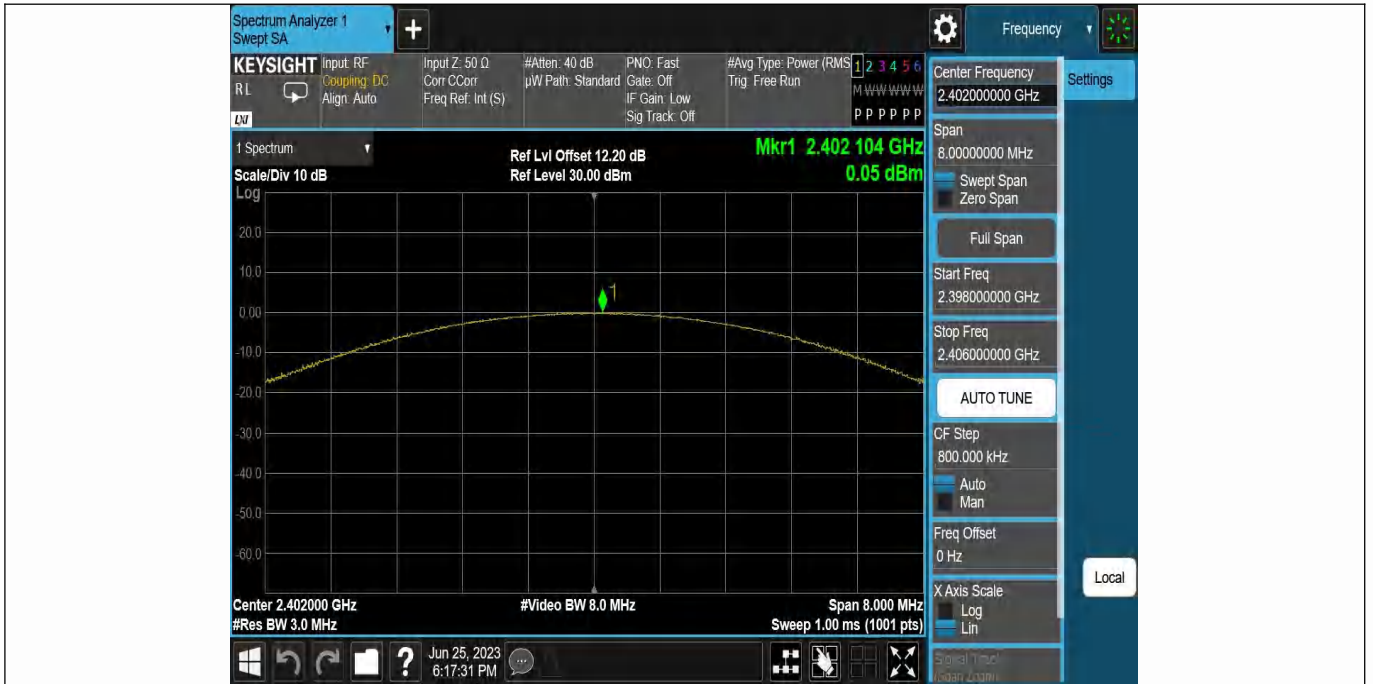 Spectrum Analyzer 1
Swept SA
+
Frequency
KEYSIGHT
Input: RF
Coupling: DC
Align: Auto
Input Z: 50 Ω
Corr CCorr
Freq Ref: Int (S)
#Atten: 40 dB
µW Path: Standard
PNO: Fast
Gate: Off
IF Gain: Low
Sig Track: Off
#Avg Type: Power (RMS
Trig: Free Run
1 2 3 4 5 6
M W W W W W
P P P P P P
R L
LXI
Center Frequency
2.402000000 GHz
Settings
Span
8.00000000 MHz
Swept Span
Zero Span
Full Span
Start Freq
2.398000000 GHz
Stop Freq
2.406000000 GHz
AUTO TUNE
CF Step
800.000 kHz
Auto
Man
Freq Offset
0 Hz
X Axis Scale
Log
Lin
Signal Track
(Span Zoom)
Local
1 Spectrum
Scale/Div 10 dB
Log
Ref Lvl Offset 12.20 dB
Ref Level 30.00 dBm
Mkr1 2.402 104 GHz
0.05 dBm
1
20.0
10.0
0.00
-10.0
-20.0
-30.0
-40.0
-50.0
-60.0
Center 2.402000 GHz
#Res BW 3.0 MHz
#Video BW 8.0 MHz
Span 8.000 MHz
Sweep 1.00 ms (1001 pts)
?
Jun 25, 2023
6:17:31 PM